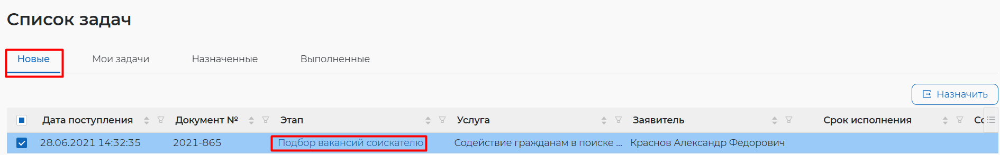 Список задач
Новые Мои задачи Назначенные Выполненные
Назначить
Дата поступления Документ № Этап Услуга Заявитель Срок исполнения Сс
28.06.2021 14:32:35 2021-865 Подбор вакансий соискателю Содействие гражданам в поиске ... Краснов Александр Федорович